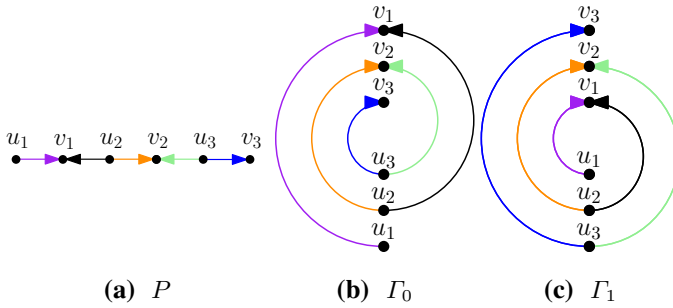 u₁ v₁ u₂ v₂ u₃ v₃
v₁
v₂
v₃
u₃
u₂
u₁
v₃
v₂
v₁
u₁
u₂
u₃
(a) P
(b) Γ₀
(c) Γ₁